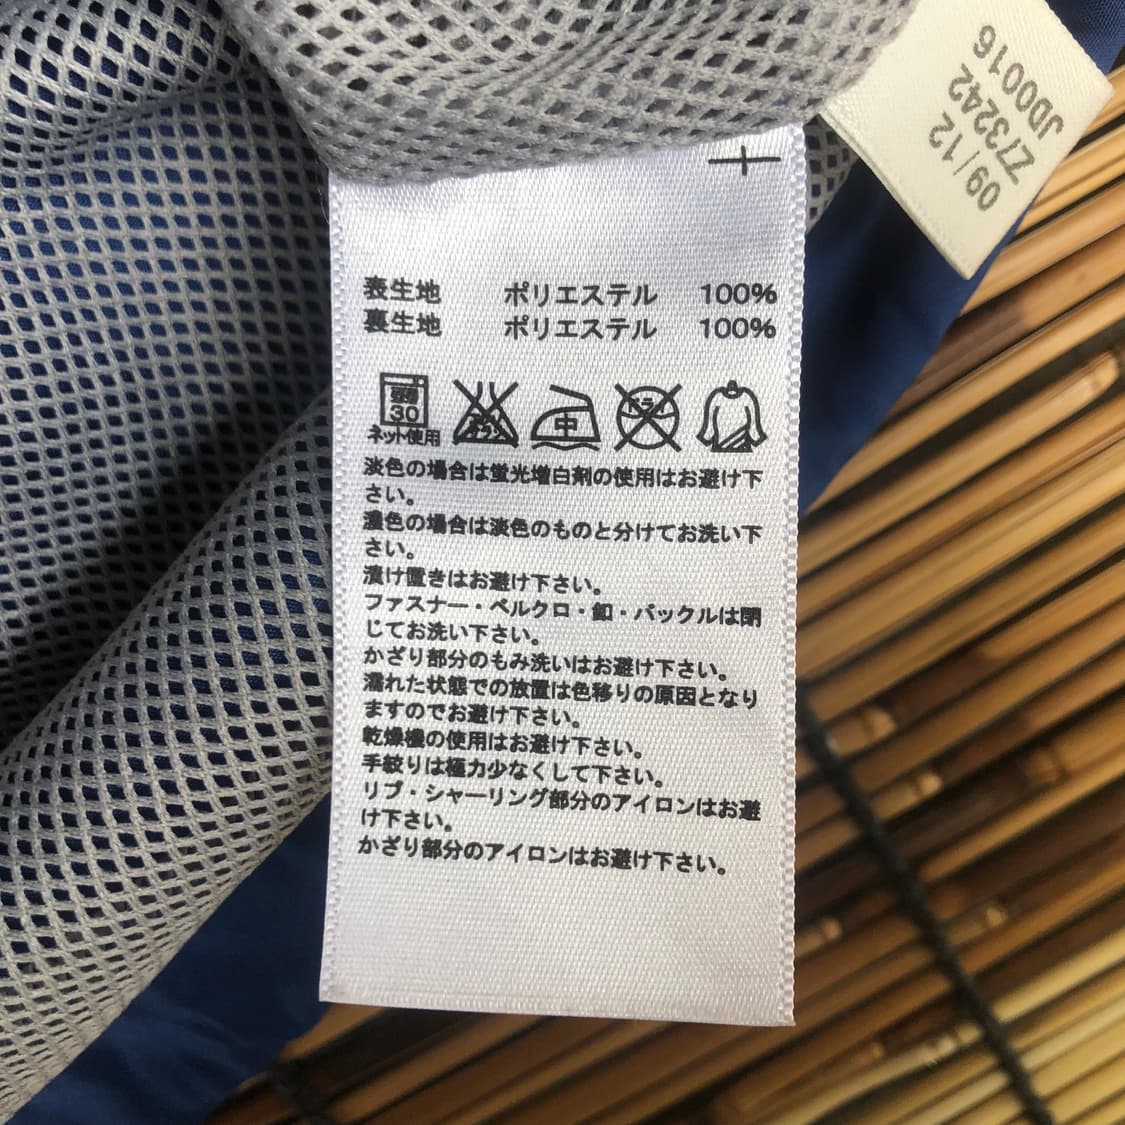 09/12
Z73242
JD0016
表生地 ポリエステル 100%
裏生地 ポリエステル 100%
30
中
ネット使用
淡色の場合は蛍光増白剤の使用はお避け下
さい。
濃色の場合は淡色のものと分けてお洗い下
さい。
漬け置きはお避け下さい。
ファスナー・ベルクロ・釦・バックルは閉
じてお洗い下さい。
かざり部分のもみ洗いはお避け下さい。
濡れた状態での放置は色移りの原因となり
ますのでお避け下さい。
乾燥機の使用はお避け下さい。
手絞りは極力少なくして下さい。
リブ・シャーリング部分のアイロンはお避
け下さい。
かざり部分のアイロンはお避け下さい。